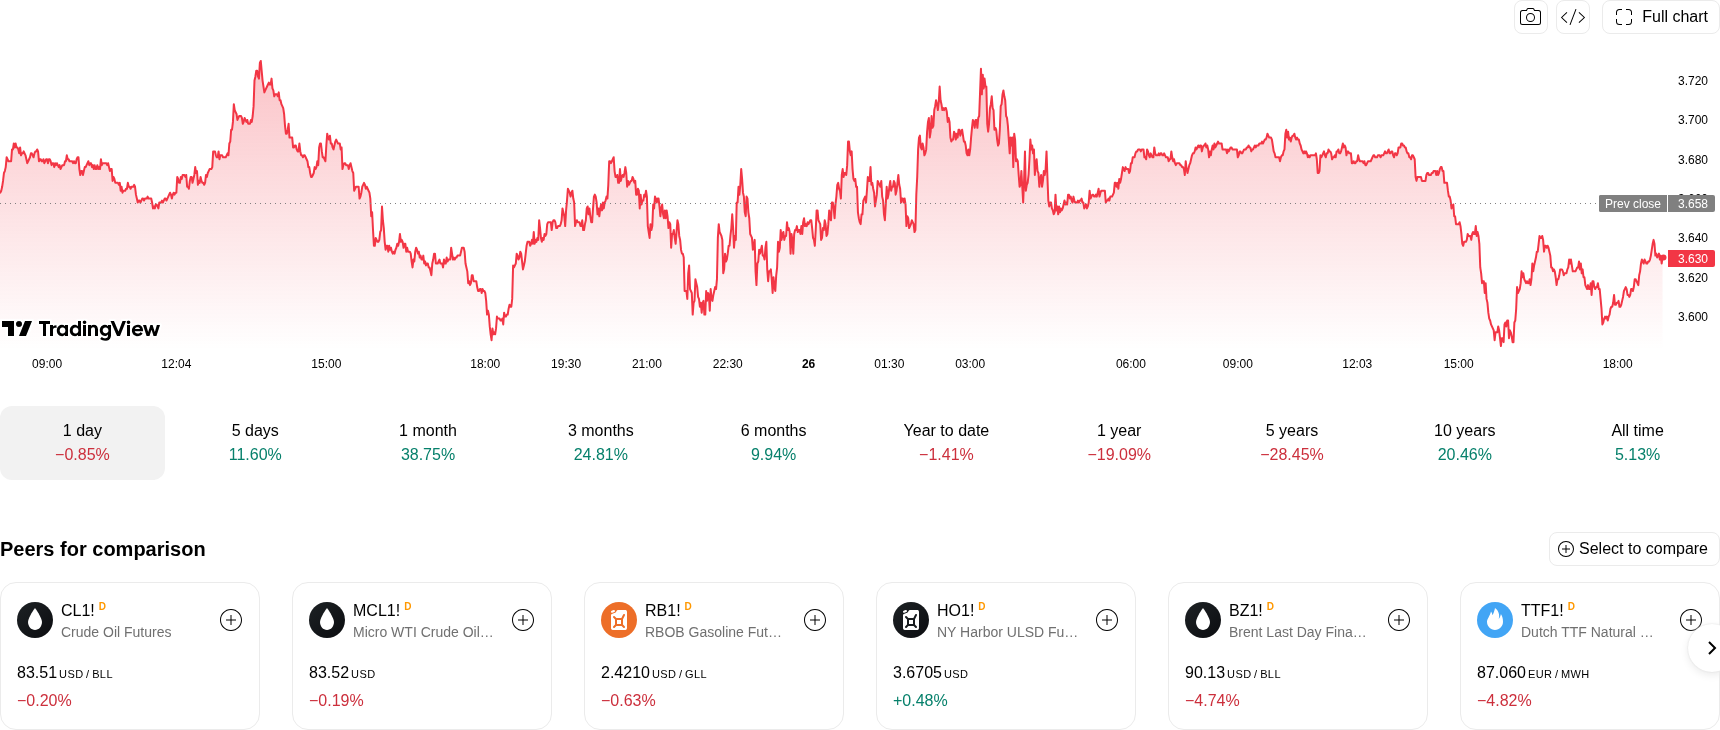 Full chart
3.720
3.700
3.680
Prev close 3.658
3.640
3.630
3.620
3.600
TradingView
09:00 12:04 15:00 18:00 19:30 21:00 22:30 26 01:30 03:00 06:00 09:00 12:03 15:00 18:00
1 day 5 days 1 month 3 months 6 months Year to date 1 year 5 years 10 years All time
−0.85% 11.60% 38.75% 24.81% 9.94% −1.41% −19.09% −28.45% 20.46% 5.13%
Peers for comparison
Select to compare
CL1! D
Crude Oil Futures
83.51 USD / BLL
−0.20%
MCL1! D
Micro WTI Crude Oil…
83.52 USD
−0.19%
RB1! D
RBOB Gasoline Fut…
2.4210 USD / GLL
−0.63%
HO1! D
NY Harbor ULSD Fu…
3.6705 USD
+0.48%
BZ1! D
Brent Last Day Fina…
90.13 USD / BLL
−4.74%
TTF1! D
Dutch TTF Natural …
87.060 EUR / MWH
−4.82%